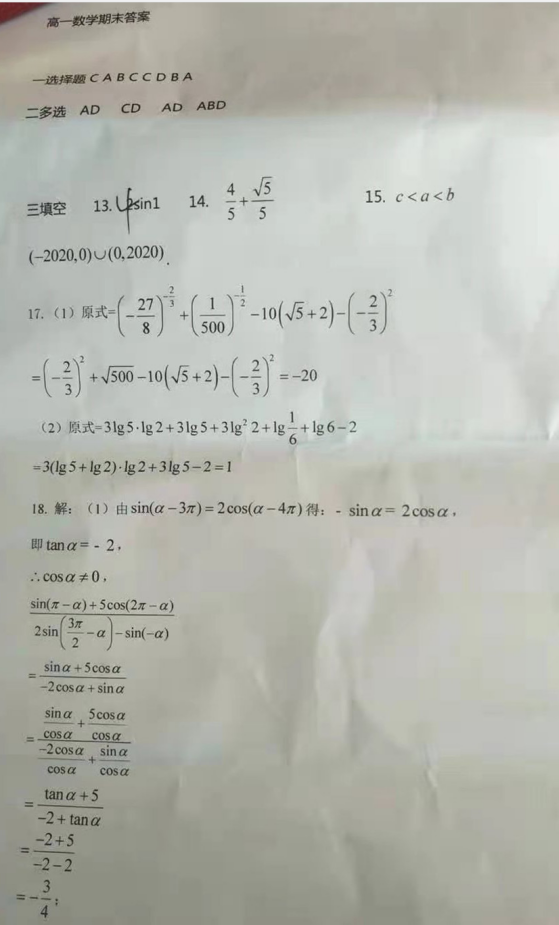 高一数学期末答案
一选择题 C A B C C D B A
二多选 AD CD AD ABD
三填空 13. sin1 14. 4/5+√5/5 15. c<a<b
(-2020,0)∪(0,2020).
17.（1）原式=(-27/8)^(-2/3)+(1/500)^(-1/2)-10(√5+2)-(-2/3)^2
=(-2/3)^2+√500-10(√5+2)-(-2/3)^2=-20
（2）原式=3lg5·lg2+3lg5+3lg²2+lg1/6+lg6-2
=3(lg5+lg2)·lg2+3lg5-2=1
18. 解：（1）由sin(α-3π)=2cos(α-4π)得：- sinα= 2cosα，
即tanα= - 2，
∴cosα≠0，
(sin(π-α)+5cos(2π-α))/(2sin(3π/2-α)-sin(-α))
=(sinα+5cosα)/(-2cosα+sinα)
=(sinα/cosα+5cosα/cosα)/(-2cosα/cosα+sinα/cosα)
=(tanα+5)/(-2+tanα)
=(-2+5)/(-2-2)
=-3/4；